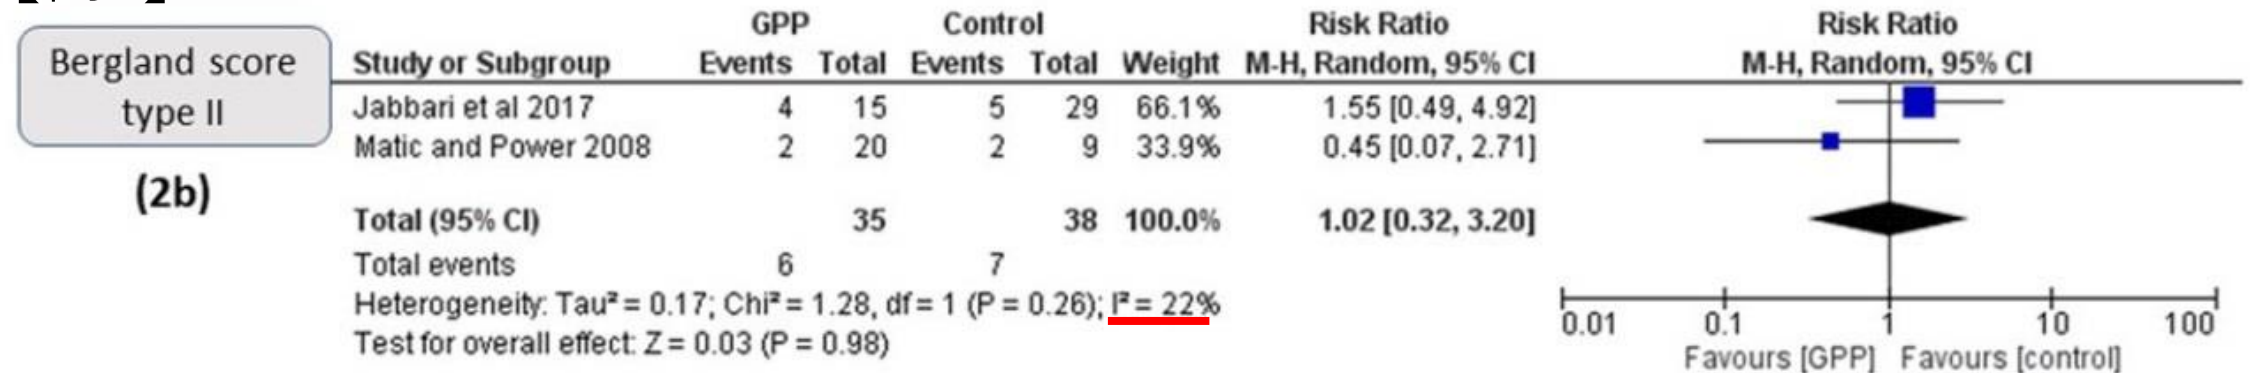 Bergland score
type II
(2b)
GPP Control Risk Ratio Risk Ratio
Study or Subgroup Events Total Events Total Weight M-H, Random, 95% CI M-H, Random, 95% CI
Jabbari et al 2017 4 15 5 29 66.1% 1.55 [0.49, 4.92]
Matic and Power 2008 2 20 2 9 33.9% 0.45 [0.07, 2.71]
Total (95% CI) 35 38 100.0% 1.02 [0.32, 3.20]
Total events 6 7
Heterogeneity: Tau² = 0.17; Chi² = 1.28, df = 1 (P = 0.26); I² = 22%
Test for overall effect: Z = 0.03 (P = 0.98)
0.01 0.1 1 10 100
Favours [GPP] Favours [control]